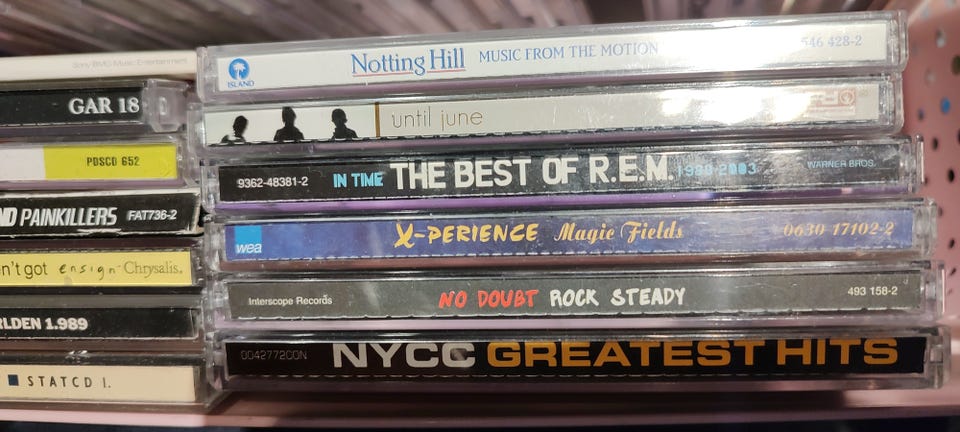 Sony BMG Music Entertainment
GAR 18
PDSCD 652
ND PAINKILLERS FAT736-2
n't got ensign Chrysalis.
RLDEN 1.989
STATCD 1.
ISLAND Notting Hill MUSIC FROM THE MOTION 546 428-2
until june
9362-48381-2 IN TIME THE BEST OF R.E.M. 1988-2003 WARNER BROS.
wea X-PERIENCE Magic Fields 0630 17102-2
Interscope Records NO DOUBT ROCK STEADY 493 158-2
0042772CON NYCC GREATEST HITS